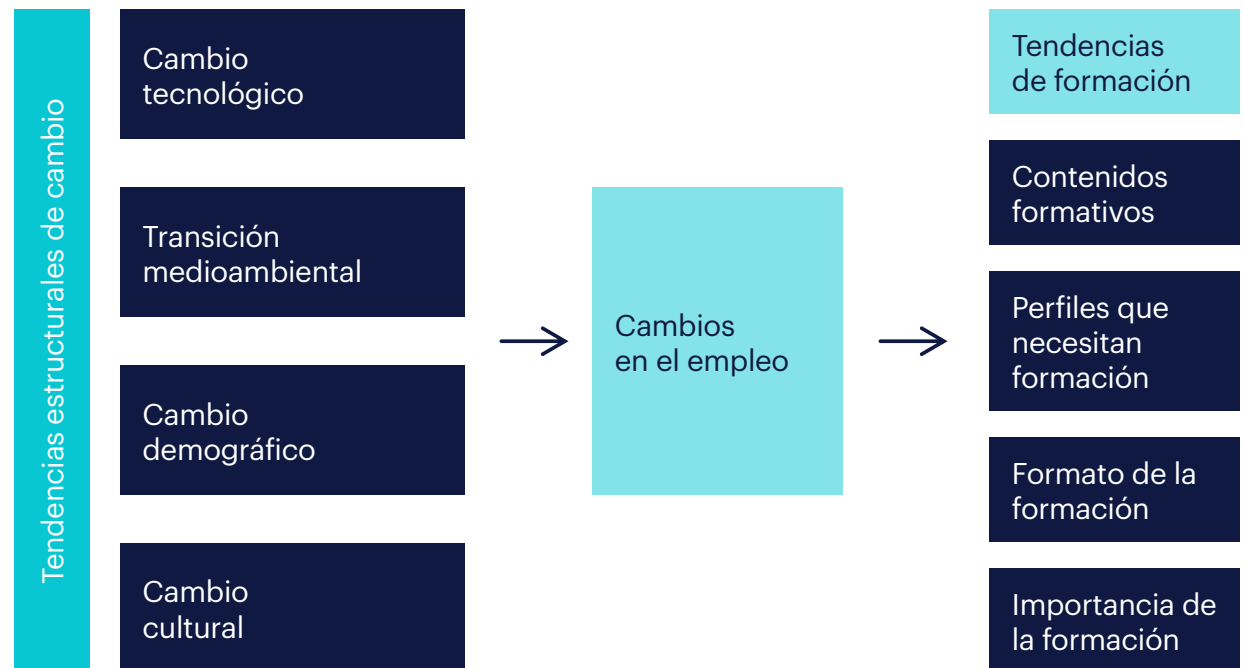 Tendencias estructurales de cambio
Cambio
tecnológico
Transición
medioambiental
Cambio
demográfico
Cambio
cultural
Cambios
en el empleo
Tendencias
de formación
Contenidos
formativos
Perfiles que
necesitan
formación
Formato de la
formación
Importancia de
la formación